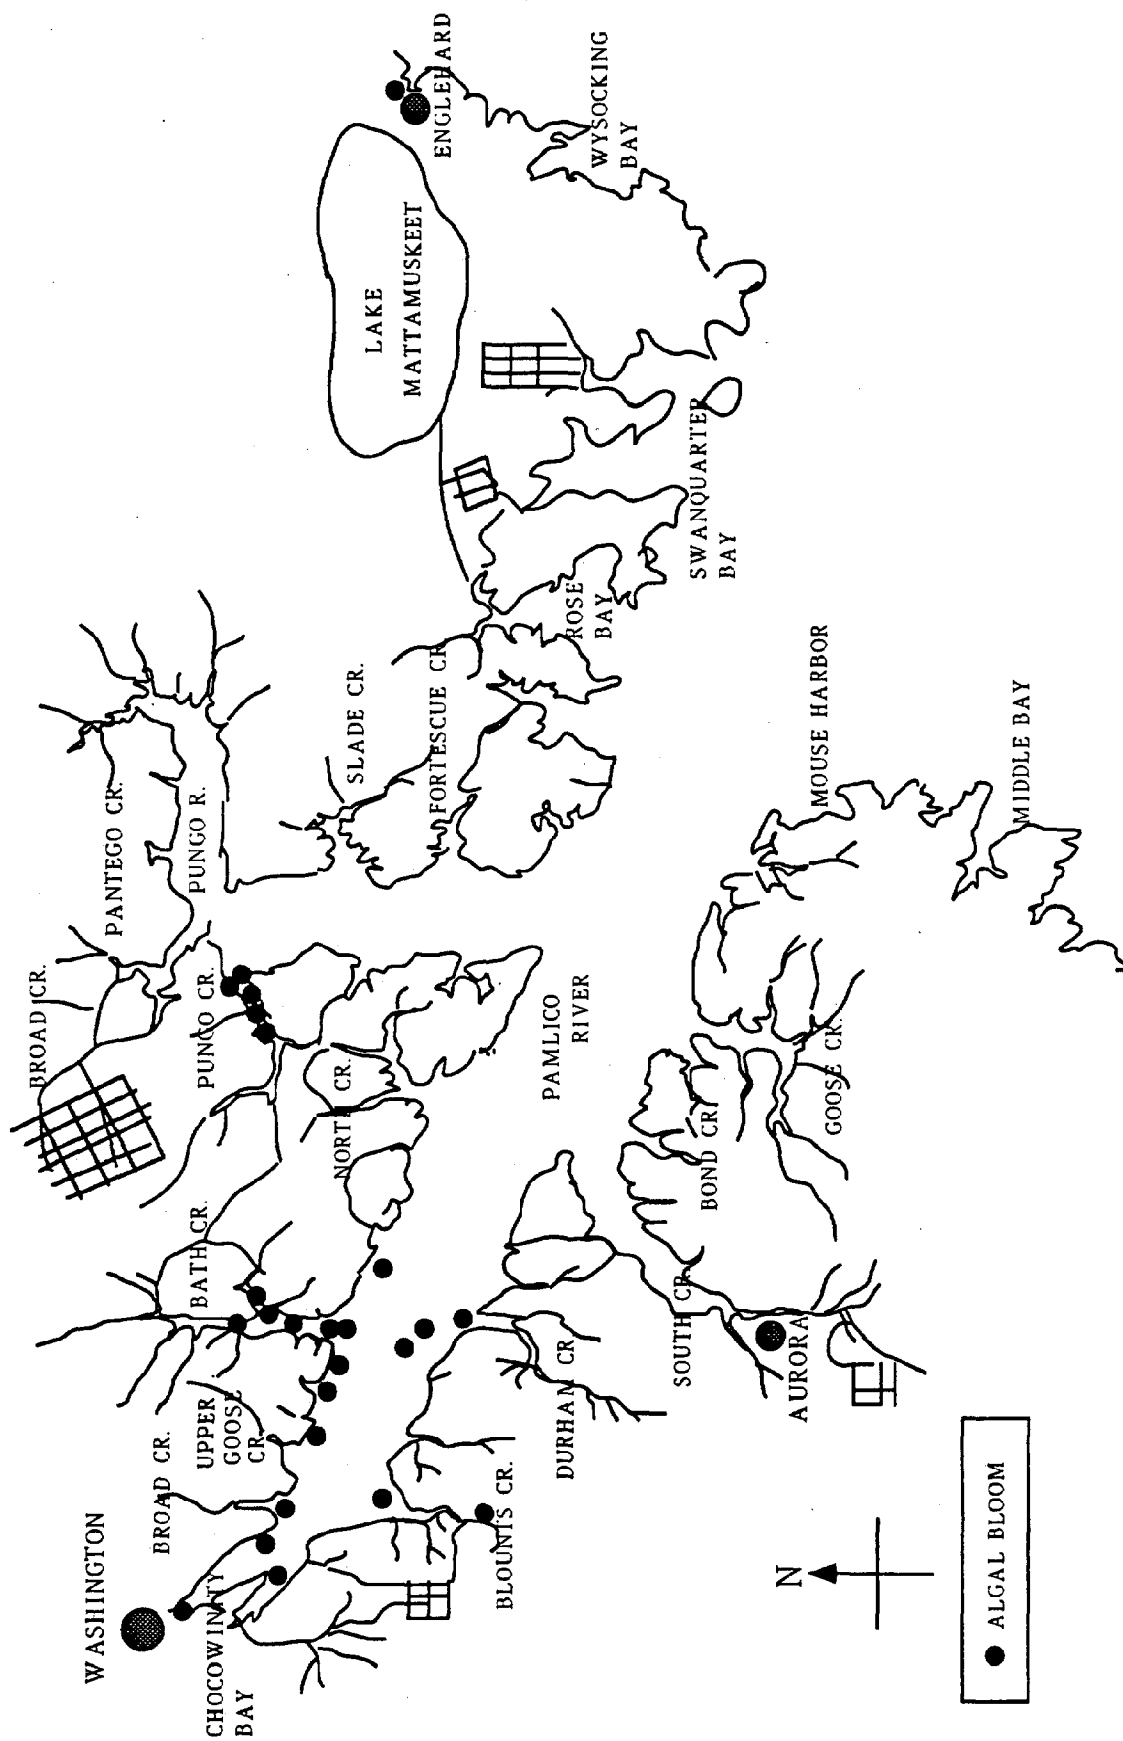 WASHINGTON
CHOCOWINITY
BAY
BROAD CR.
UPPER
GOOSE
CR.
BATH CR.
BROAD CR.
PUNGO CR.
PANTEGO CR.
PUNGO R.
NORTH CR.
SLADE CR.
FORTESCUE CR.
LAKE
MATTAMUSKEET
ENGLEHARD
WYSOCKING
BAY
ROSE
BAY
SWANQUARTER
BAY
PAMLICO
RIVER
BLOUNTS CR.
DURHAM CR.
SOUTH CR.
BOND CR.
GOOSE CR.
AURORA
MOUSE HARBOR
MIDDLE BAY
N
ALGAL BLOOM